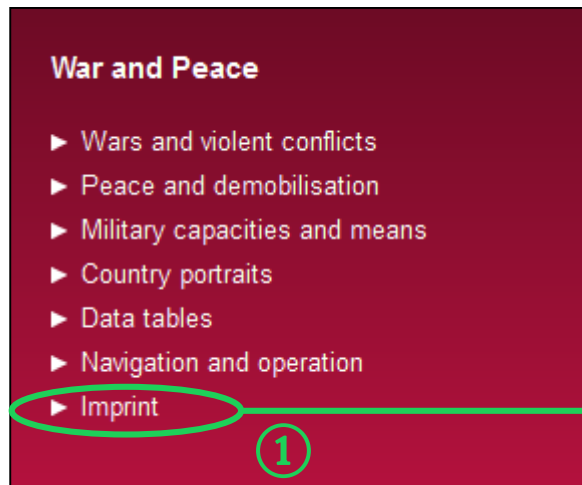 War and Peace
► Wars and violent conflicts
► Peace and demobilisation
► Military capacities and means
► Country portraits
► Data tables
► Navigation and operation
► Imprint
①